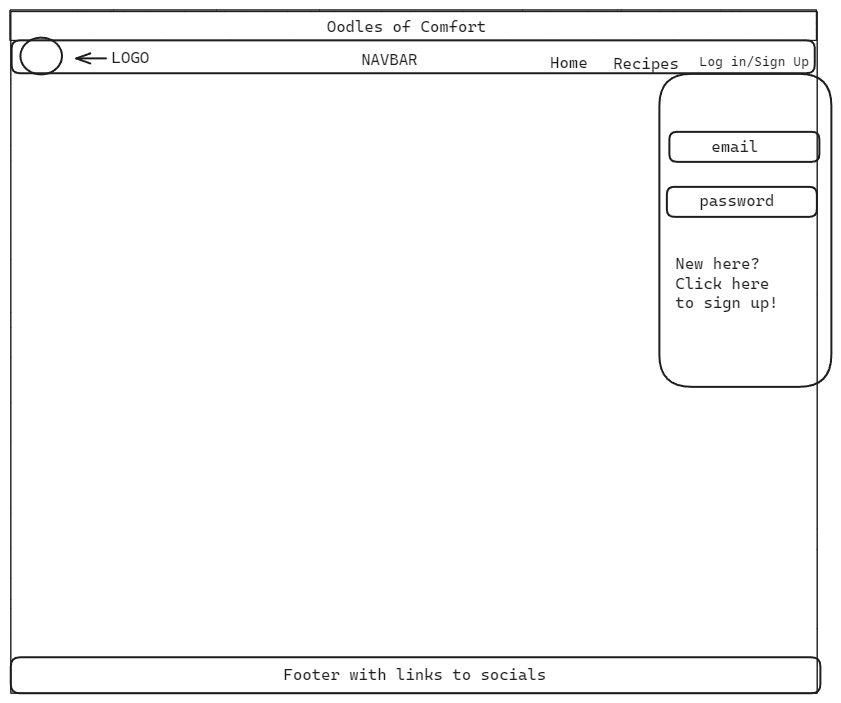 Oodles of Comfort
LOGO
NAVBAR
Home
Recipes
Log in/Sign Up
email
password
New here?
Click here
to sign up!
Footer with links to socials